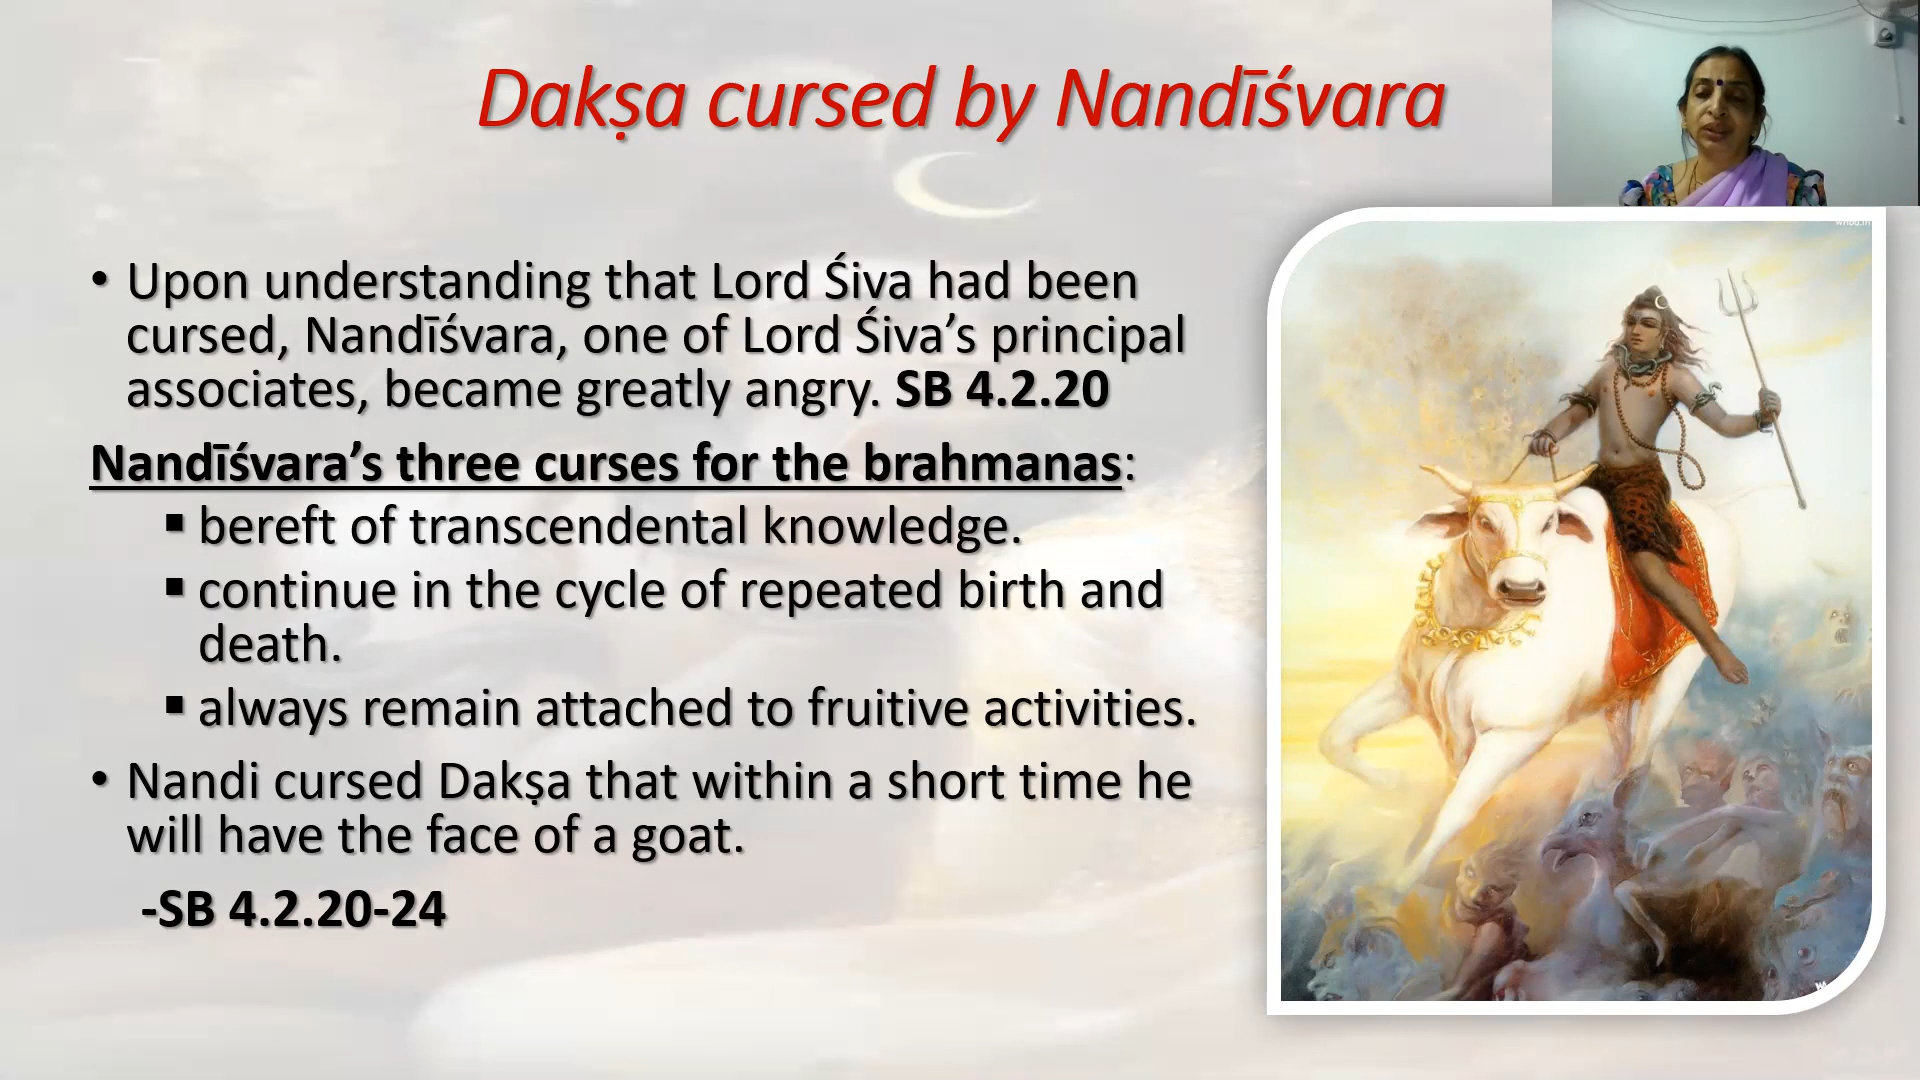 Dakṣa cursed by Nandīśvara
• Upon understanding that Lord Śiva had been
cursed, Nandīśvara, one of Lord Śiva’s principal
associates, became greatly angry. SB 4.2.20
Nandīśvara’s three curses for the brahmanas:
▪ bereft of transcendental knowledge.
▪ continue in the cycle of repeated birth and
death.
▪ always remain attached to fruitive activities.
• Nandi cursed Dakṣa that within a short time he
will have the face of a goat.
-SB 4.2.20-24